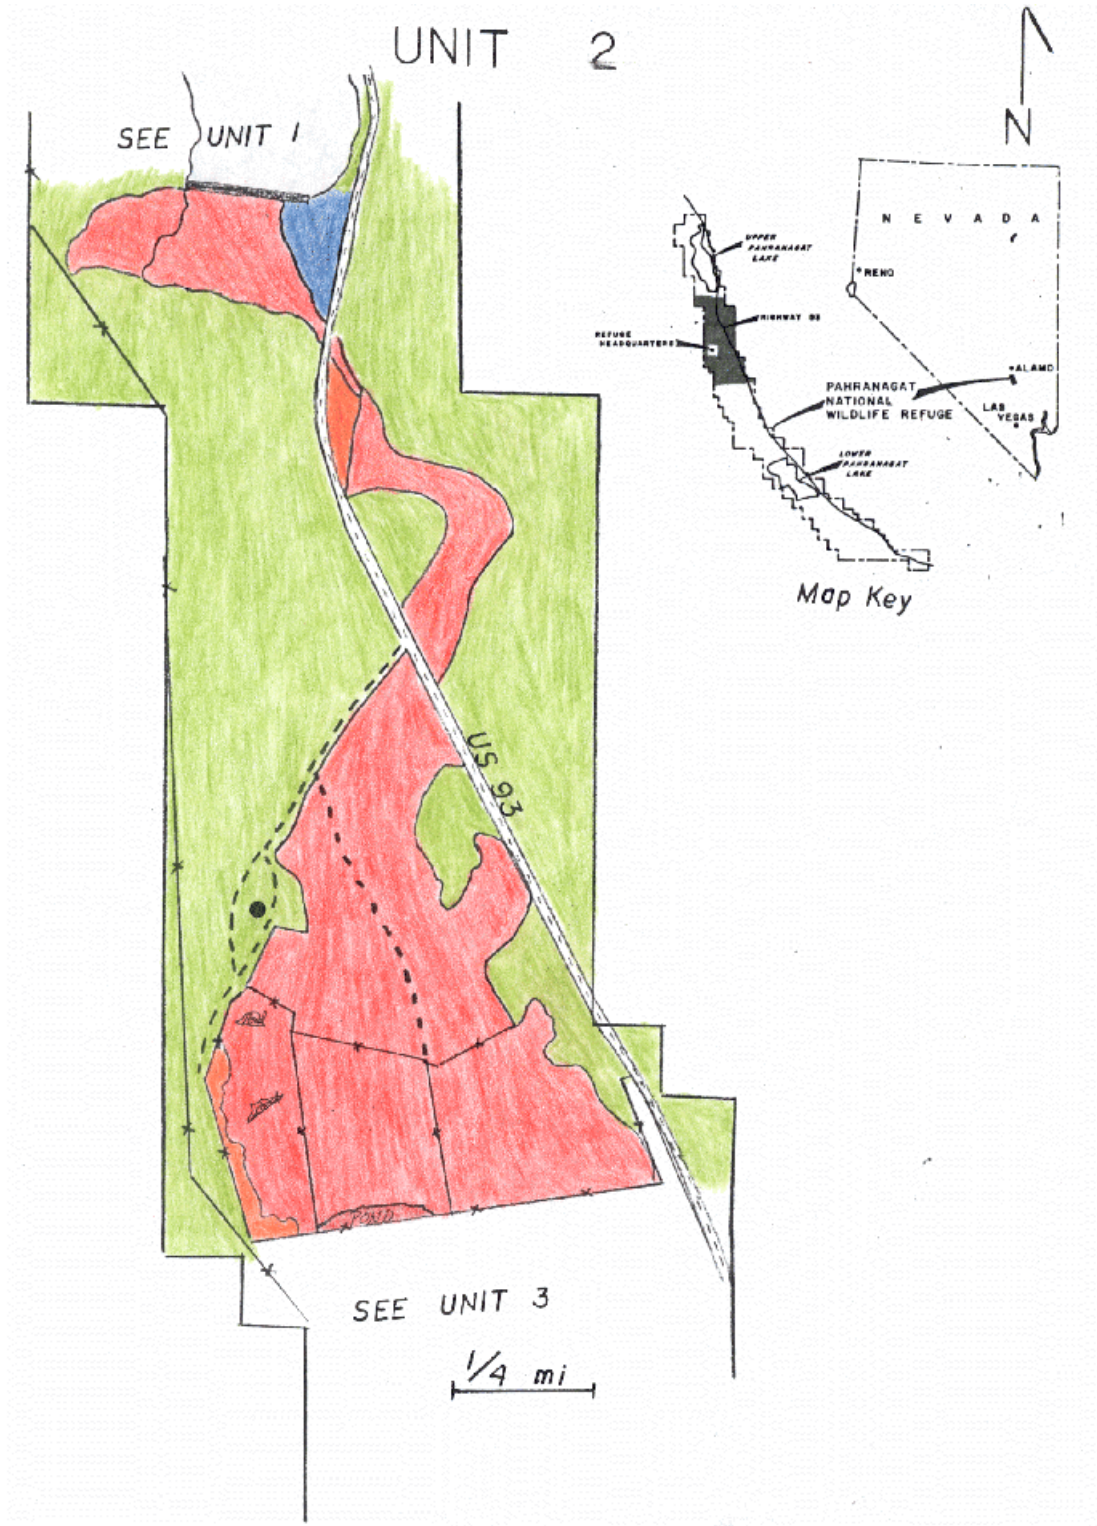 UNIT 2
SEE UNIT 1
N
NEVADA
UPPER
PAHRANAGAT
LAKE
RENO
HIGHWAY 93
REFUGE
HEADQUARTERS
ALAMO
PAHRANAGAT
NATIONAL
WILDLIFE REFUGE
LAS
VEGAS
LOWER
PAHRANAGAT
LAKE
Map Key
US 93
POND
SEE UNIT 3
1/4 mi